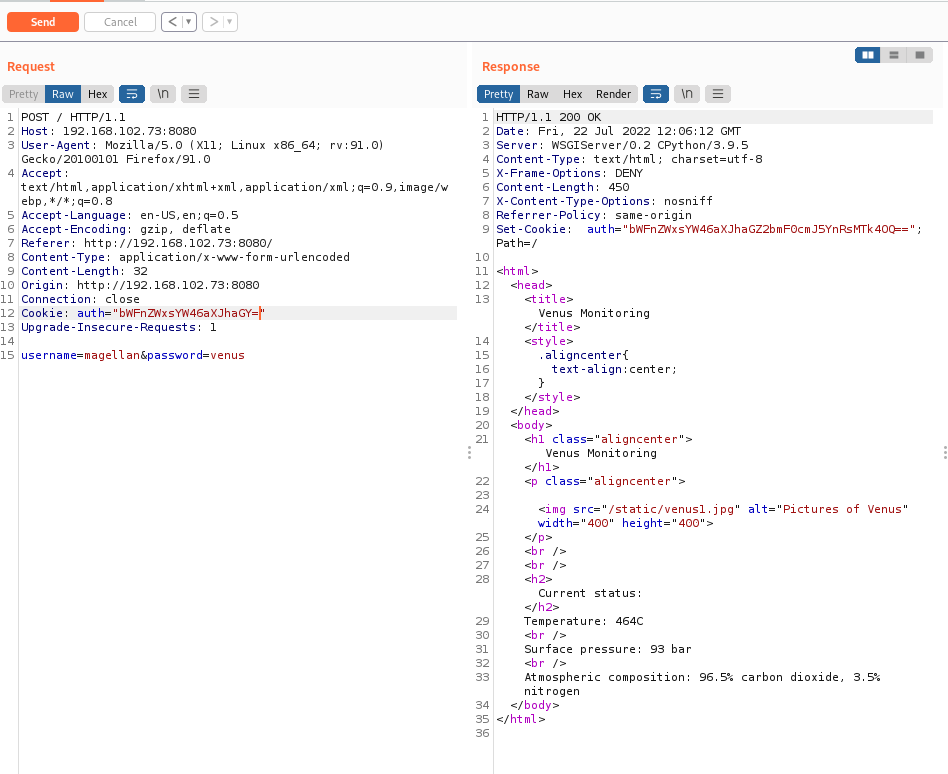 Send Cancel < ▼ > ▼
Request
Pretty Raw Hex \n
1 POST / HTTP/1.1
2 Host: 192.168.102.73:8080
3 User-Agent: Mozilla/5.0 (X11; Linux x86_64; rv:91.0)
Gecko/20100101 Firefox/91.0
4 Accept:
text/html,application/xhtml+xml,application/xml;q=0.9,image/w
ebp,*/*;q=0.8
5 Accept-Language: en-US,en;q=0.5
6 Accept-Encoding: gzip, deflate
7 Referer: http://192.168.102.73:8080/
8 Content-Type: application/x-www-form-urlencoded
9 Content-Length: 32
10 Origin: http://192.168.102.73:8080
11 Connection: close
12 Cookie: auth="bWFnZWxsYW46aXJhaGY="
13 Upgrade-Insecure-Requests: 1
14
15 username=magellan&password=venus
Response
Pretty Raw Hex Render \n
1 HTTP/1.1 200 OK
2 Date: Fri, 22 Jul 2022 12:06:12 GMT
3 Server: WSGIServer/0.2 CPython/3.9.5
4 Content-Type: text/html; charset=utf-8
5 X-Frame-Options: DENY
6 Content-Length: 450
7 X-Content-Type-Options: nosniff
8 Referrer-Policy: same-origin
9 Set-Cookie:  auth="bWFnZWxsYW46aXJhaGZ2bmF0cmJ5YnRsMTk4OQ==";
Path=/
10
11 <html>
12 <head>
13 <title>
Venus Monitoring
</title>
14 <style>
15 .aligncenter{
16 text-align:center;
17 }
18 </style>
19 </head>
20 <body>
21 <h1 class="aligncenter">
Venus Monitoring
</h1>
22 <p class="aligncenter">
23
24 <img src="/static/venus1.jpg" alt="Pictures of Venus"
width="400" height="400">
25 </p>
26 <br />
27 <br />
28 <h2>
Current status:
</h2>
29 Temperature: 464C
30 <br />
31 Surface pressure: 93 bar
32 <br />
33 Atmospheric composition: 96.5% carbon dioxide, 3.5%
nitrogen
34 </body>
35 </html>
36